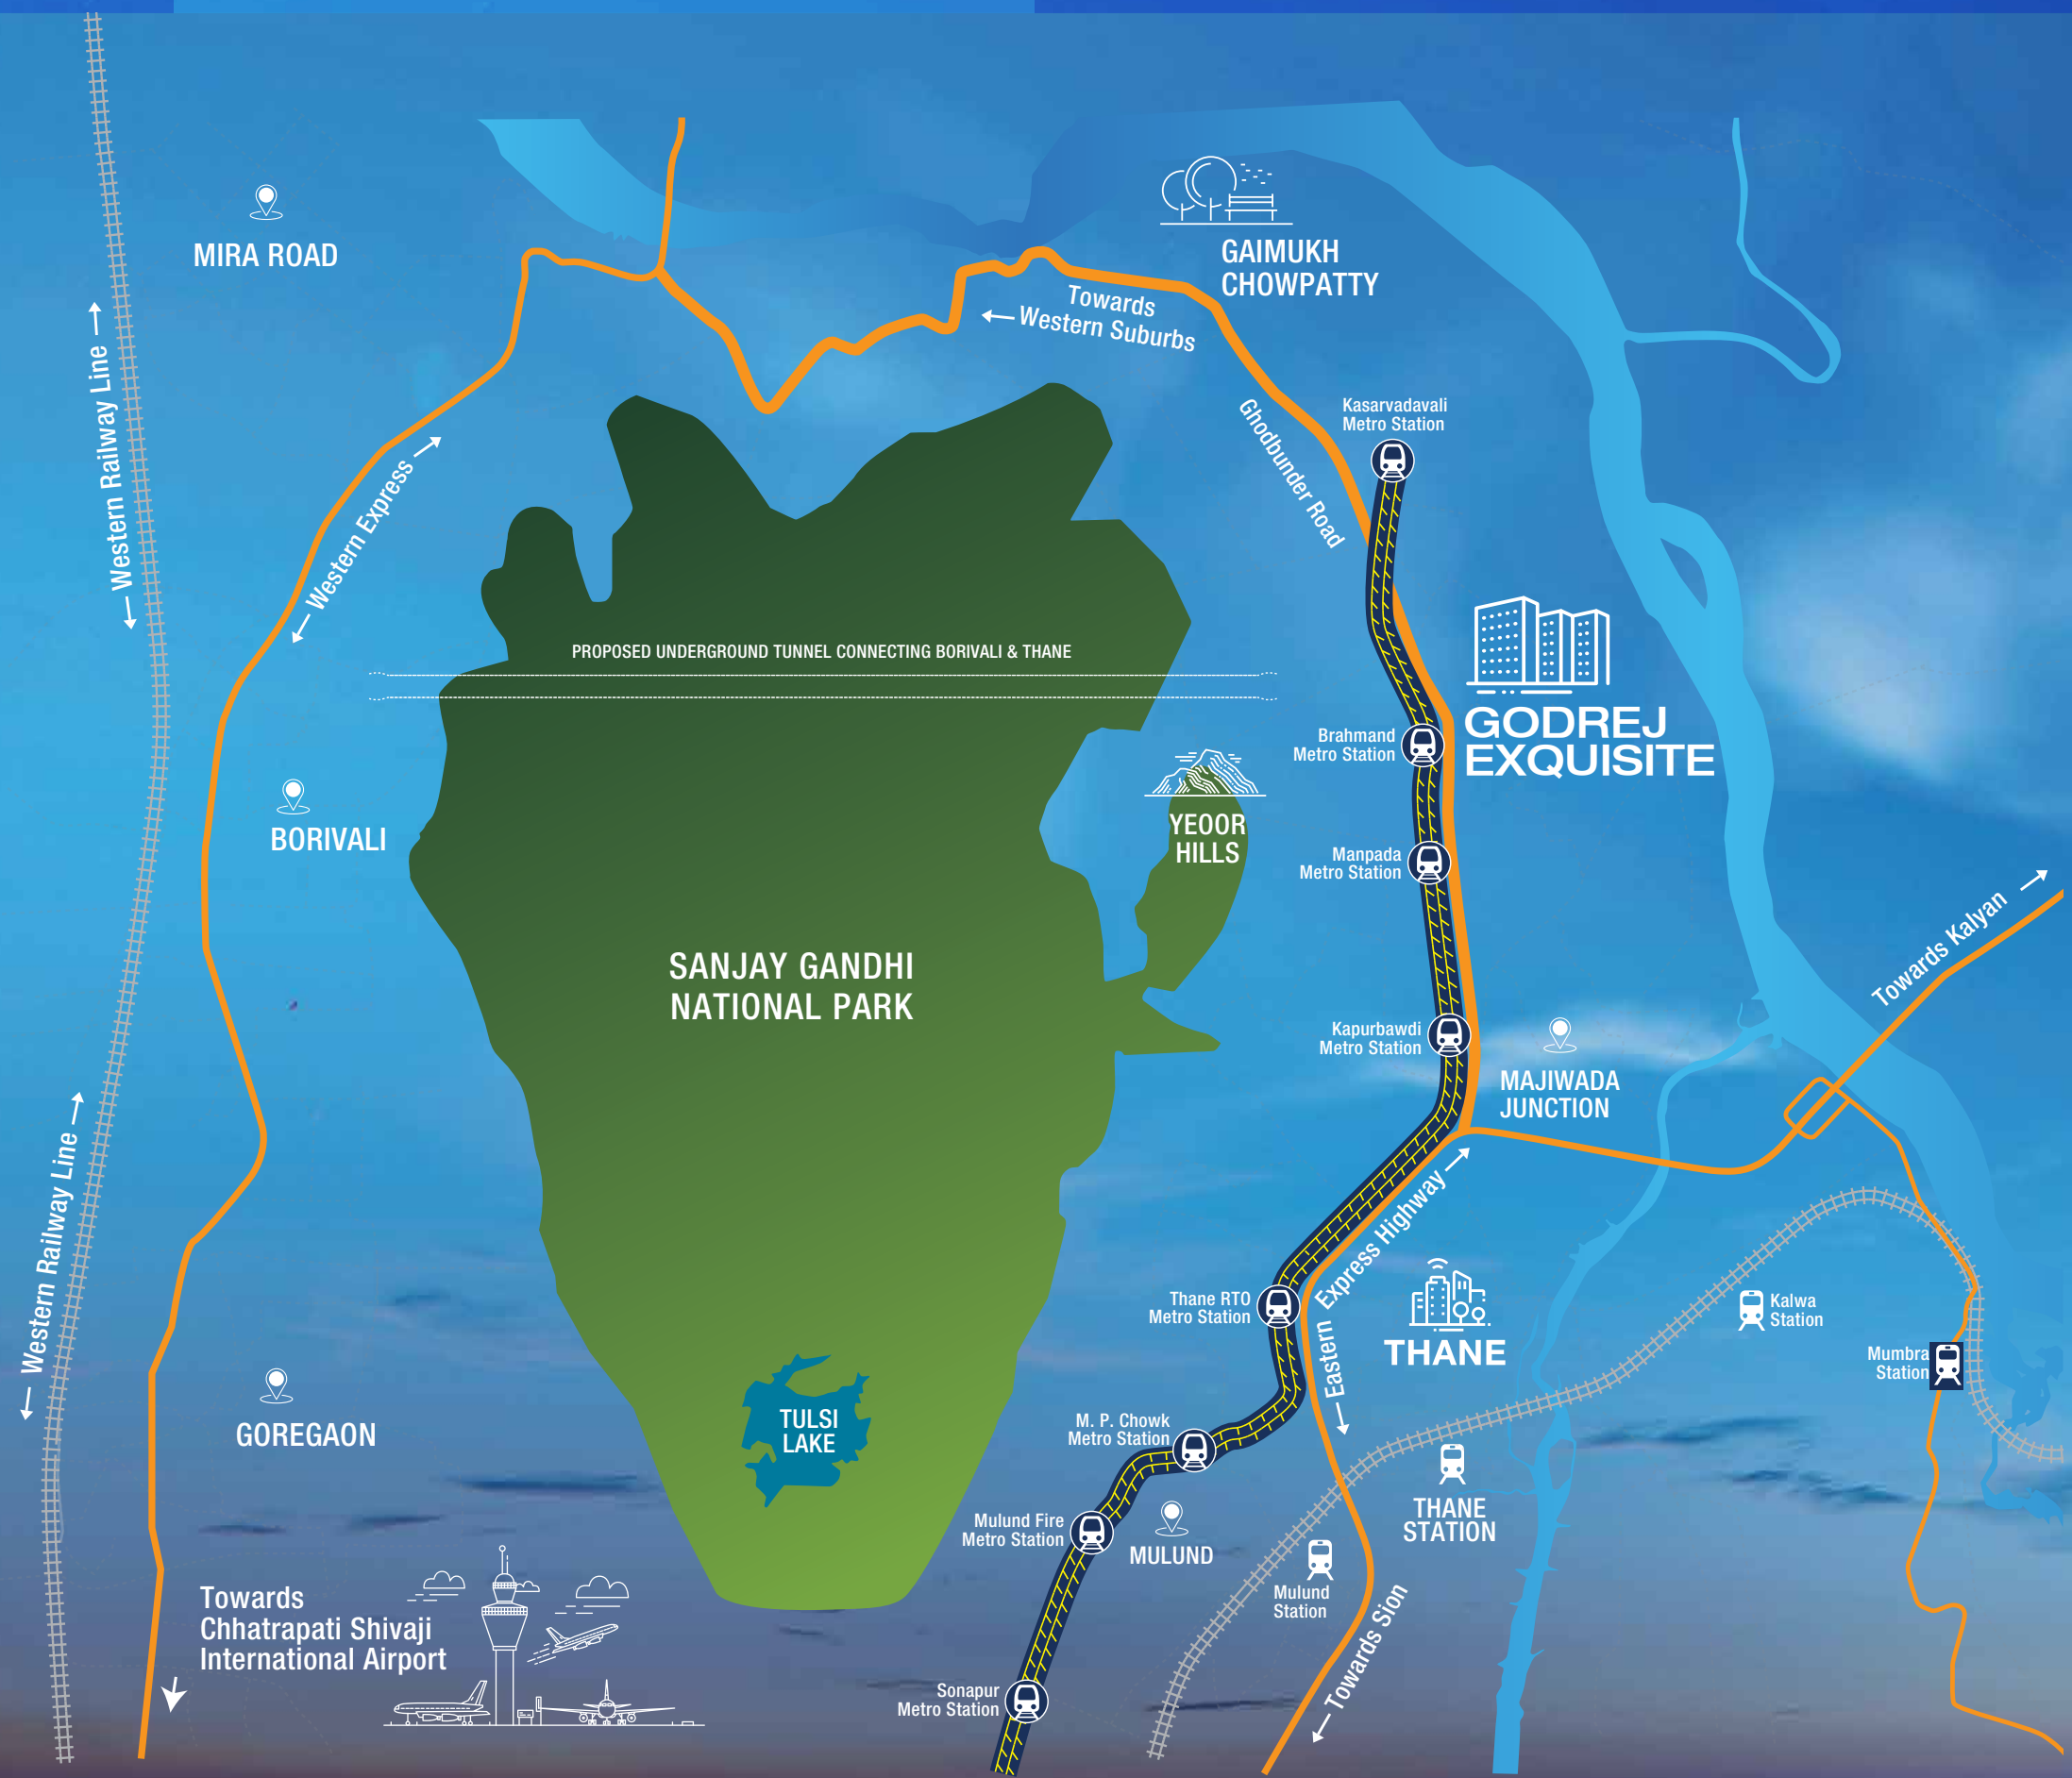 MIRA ROAD
GAIMUKH
CHOWPATTY
Towards
Western Suburbs
Western Railway Line
Western Express
Ghodbunder Road
Kasarvadavali
Metro Station
PROPOSED UNDERGROUND TUNNEL CONNECTING BORIVALI & THANE
GODREJ
EXQUISITE
Brahmand
Metro Station
BORIVALI
YEOOR
HILLS
Manpada
Metro Station
SANJAY GANDHI
NATIONAL PARK
Towards Kalyan
Kapurbawdi
Metro Station
MAJIWADA
JUNCTION
Western Railway Line
Eastern Express Highway
Thane RTO
Metro Station
THANE
Kalwa
Station
Mumbra
Station
GOREGAON
TULSI
LAKE
M. P. Chowk
Metro Station
THANE
STATION
Mulund Fire
Metro Station
MULUND
Mulund
Station
Towards Sion
Towards
Chhatrapati Shivaji
International Airport
Sonapur
Metro Station